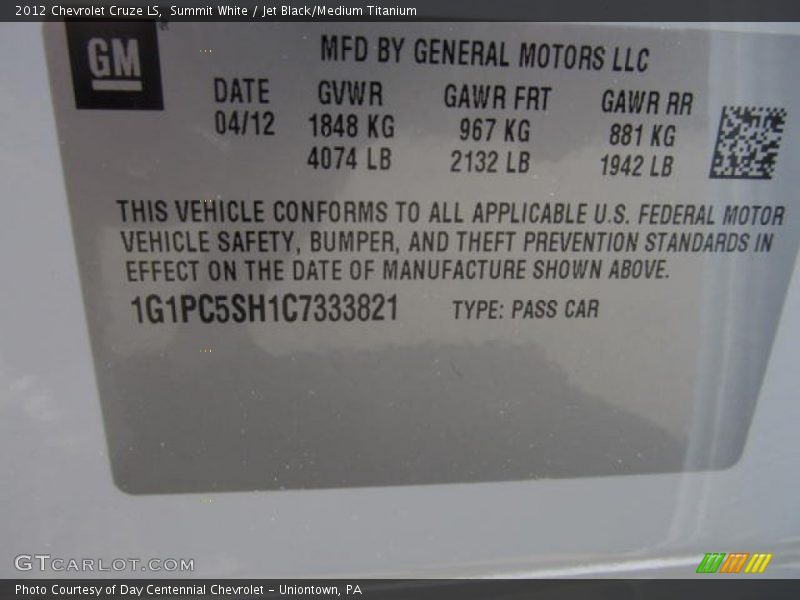 2012 Chevrolet Cruze LS, Summit White / Jet Black/Medium Titanium
GM
MFD BY GENERAL MOTORS LLC
DATE GVWR GAWR FRT GAWR RR
04/12 1848 KG 967 KG 881 KG
4074 LB 2132 LB 1942 LB
THIS VEHICLE CONFORMS TO ALL APPLICABLE U.S. FEDERAL MOTOR
VEHICLE SAFETY, BUMPER, AND THEFT PREVENTION STANDARDS IN
EFFECT ON THE DATE OF MANUFACTURE SHOWN ABOVE.
1G1PC5SH1C7333821 TYPE: PASS CAR
GTCARLOT.COM
Photo Courtesy of Day Centennial Chevrolet - Uniontown, PA